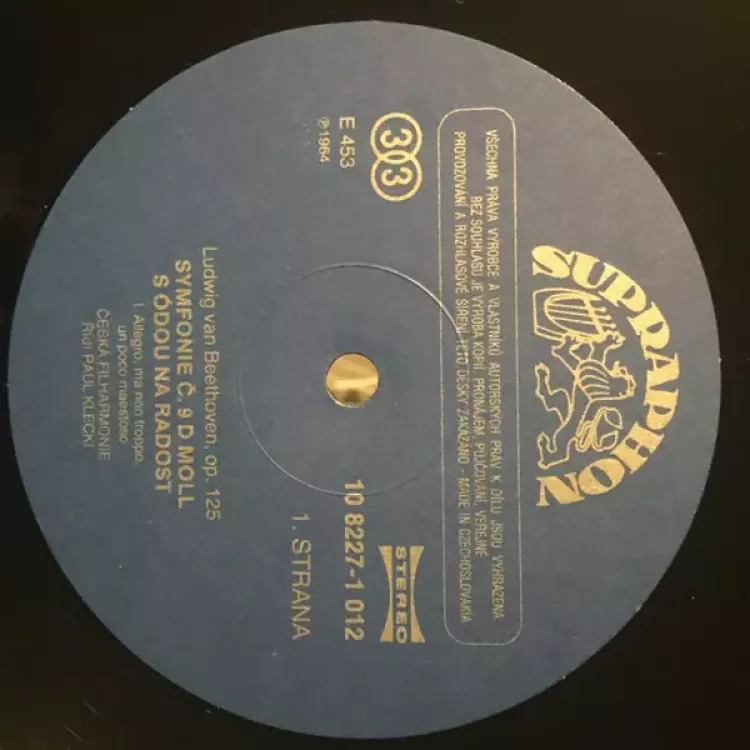 SUPRAPHON
VŠECHNA PRÁVA VÝROBCE A VLASTNÍKŮ AUTORSKÝCH PRÁV K DÍLU JSOU VYHRAZENA
BEZ SOUHLASU JE VÝROBA KOPIÍ, PRONÁJEM, PŮJČOVÁNÍ, VEŘEJNÉ
PROVOZOVÁNÍ A ROZHLASOVÉ ŠÍŘENÍ TÉTO DESKY ZAKÁZÁNO · MADE IN CZECHOSLOVAKIA
33
STEREO
E 453
10 8227-1 012
℗1964
1. STRANA
Ludwig van Beethoven, op. 125
SYMFONIE Č. 9 D MOLL
S ÓDOU NA RADOST
I. Allegro, ma non troppo,
un poco maestoso
ČESKÁ FILHARMONIE
Řídí PAUL KLECKI